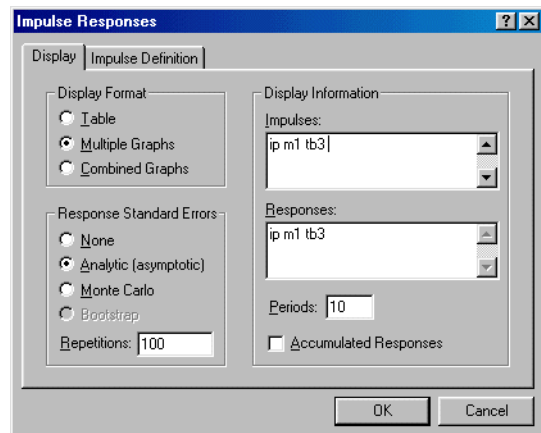 Impulse Responses
Display
Impulse Definition
Display Format
Table
Multiple Graphs
Combined Graphs
Response Standard Errors
None
Analytic (asymptotic)
Monte Carlo
Bootstrap
Repetitions: 100
Display Information
Impulses:
ip m1 tb3
Responses:
ip m1 tb3
Periods: 10
Accumulated Responses
OK
Cancel